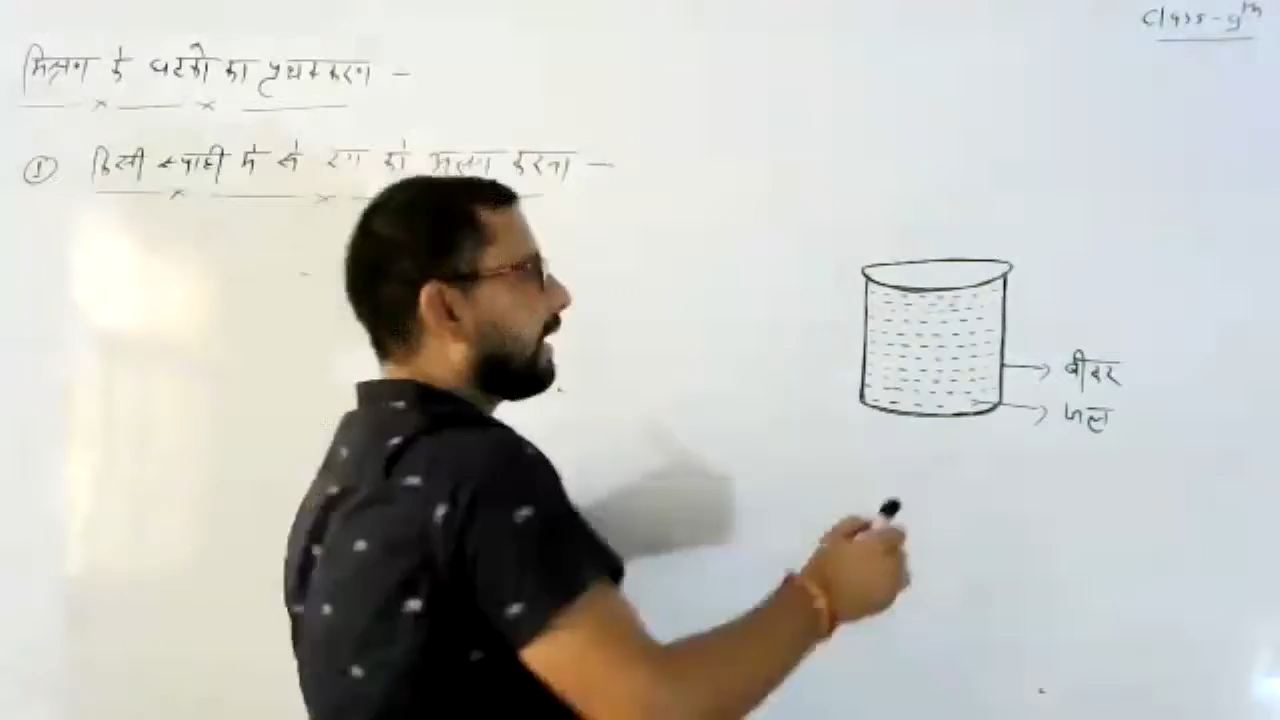 Class - 9th
मिश्रण के घटकों का पृथक्करण -
① किसी स्याही में से रंग को अलग करना -
बीकर
जल